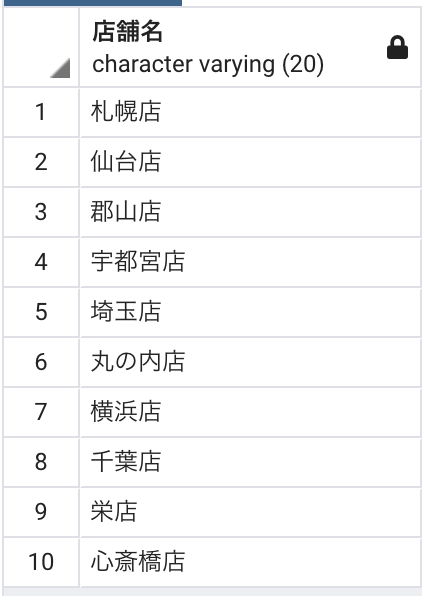 店舗名
character varying (20)
1 札幌店
2 仙台店
3 郡山店
4 宇都宮店
5 埼玉店
6 丸の内店
7 横浜店
8 千葉店
9 栄店
10 心斎橋店